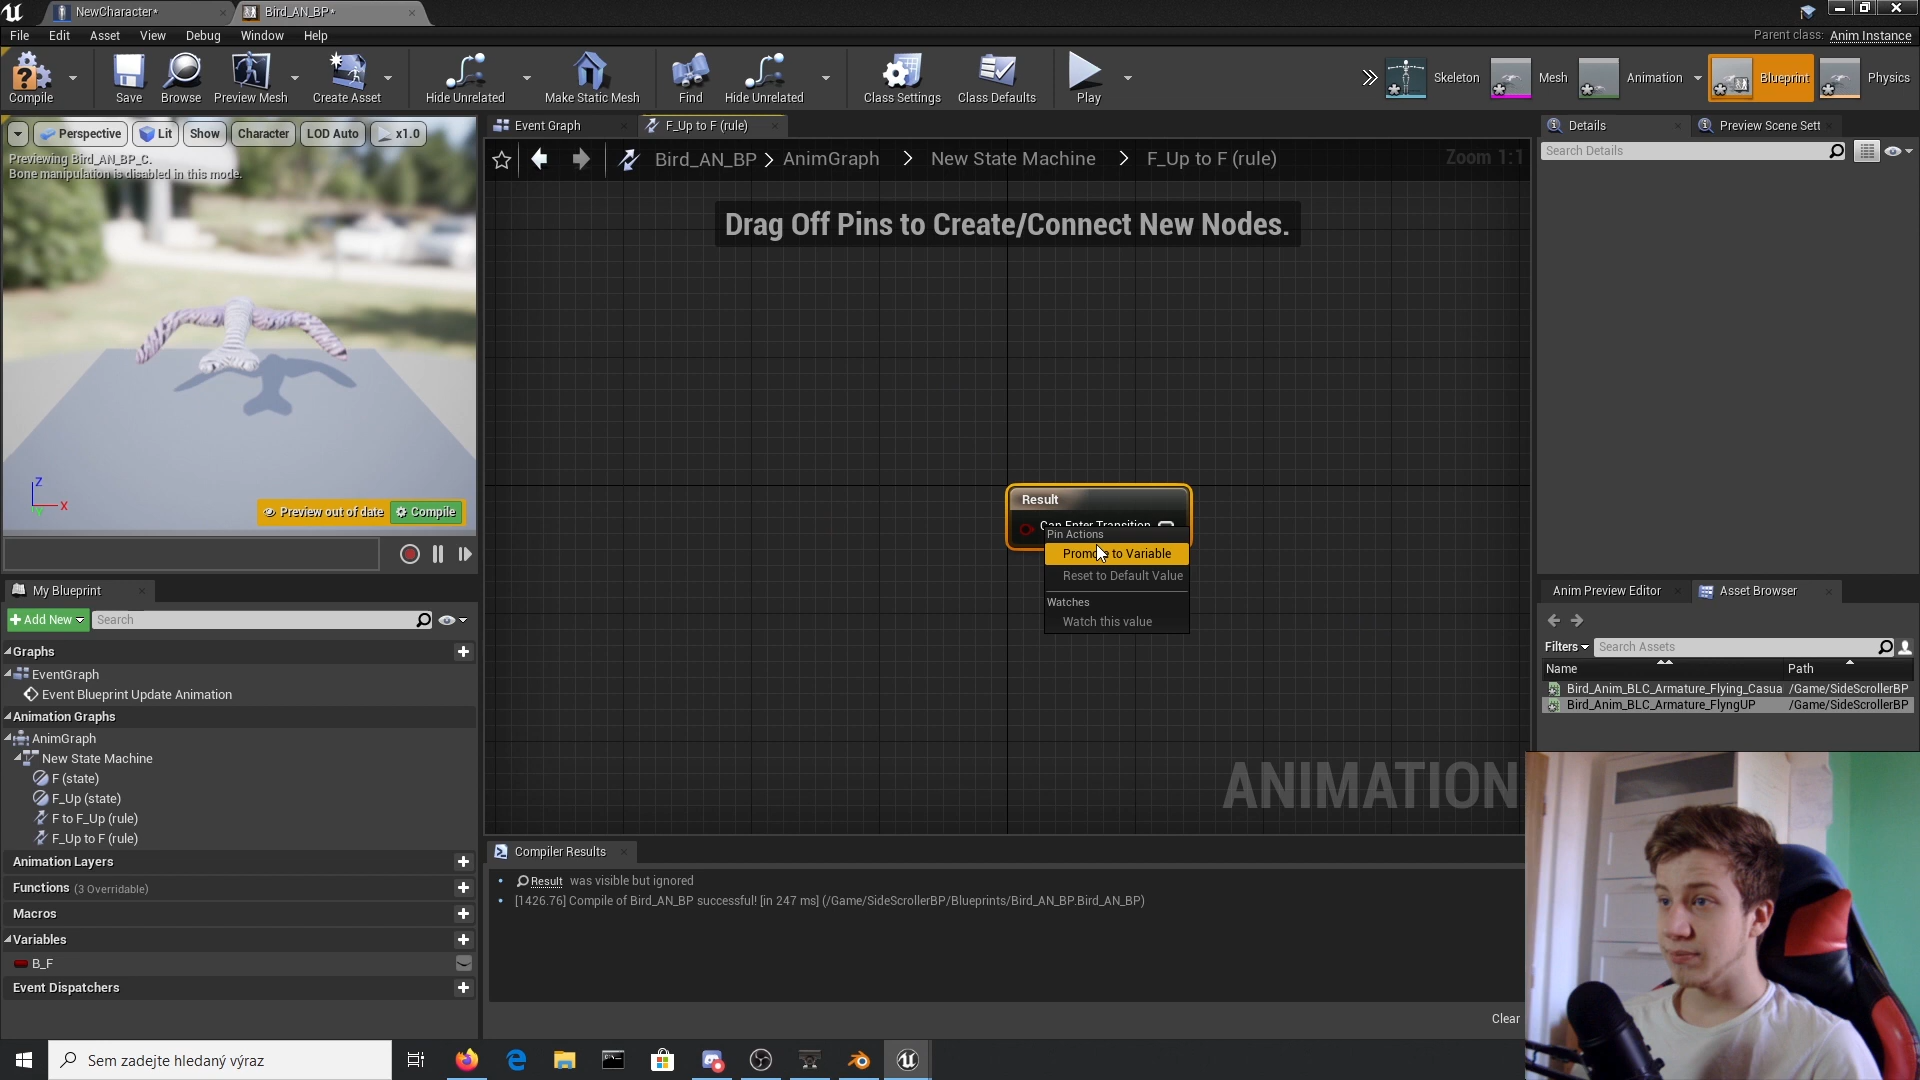 NewCharacter*
Bird_AN_BP*
File Edit Asset View Debug Window Help
Parent class: Anim Instance
Compile
Save
Browse
Preview Mesh
Create Asset
Hide Unrelated
Make Static Mesh
Find
Hide Unrelated
Class Settings
Class Defaults
Play
Skeleton
Mesh
Animation
Blueprint
Physics
Perspective
Lit
Show
Character
LOD Auto
x1.0
Previewing Bird_AN_BP_C.
Bone manipulation is disabled in this mode.
Z
X
Preview out of date
Compile
Event Graph
F_Up to F (rule)
Bird_AN_BP > AnimGraph > New State Machine > F_Up to F (rule)
Zoom 1:1
Drag Off Pins to Create/Connect New Nodes.
Result
Can Enter Transition
Pin Actions
Promote to Variable
Reset to Default Value
Watches
Watch this value
ANIMATION
Details
Preview Scene Sett
Search Details
My Blueprint
Add New
Search
Graphs
EventGraph
Event Blueprint Update Animation
Animation Graphs
AnimGraph
New State Machine
F (state)
F_Up (state)
F to F_Up (rule)
F_Up to F (rule)
Animation Layers
Functions (3 Overridable)
Macros
Variables
B_F
Event Dispatchers
Compiler Results
Result was visible but ignored
[1426.76] Compile of Bird_AN_BP successful! [in 247 ms] (/Game/SideScrollerBP/Blueprints/Bird_AN_BP.Bird_AN_BP)
Clear
Anim Preview Editor
Asset Browser
Filters
Search Assets
Name
Path
Bird_Anim_BLC_Armature_Flying_Casua /Game/SideScrollerBP
Bird_Anim_BLC_Armature_FlyngUP /Game/SideScrollerBP
Sem zadejte hledaný výraz